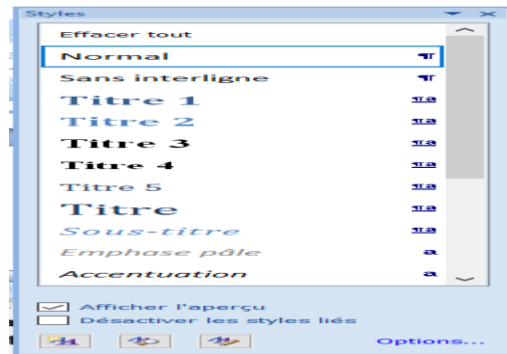 Styles
Effacer tout
Normal ¶
Sans interligne ¶
Titre 1 ¶a
Titre 2 ¶a
Titre 3 ¶a
Titre 4 ¶a
Titre 5 ¶a
Titre ¶a
Sous-titre ¶a
Emphase pâle a
Accentuation a
Afficher l'aperçu
Désactiver les styles liés
Options...